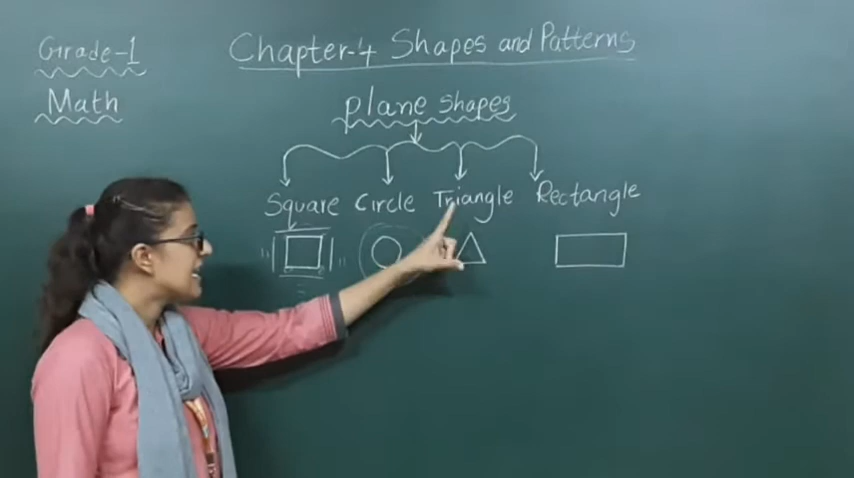 Grade-1
Chapter-4 Shapes and Patterns
Math
plane shapes
Square Circle Triangle Rectangle